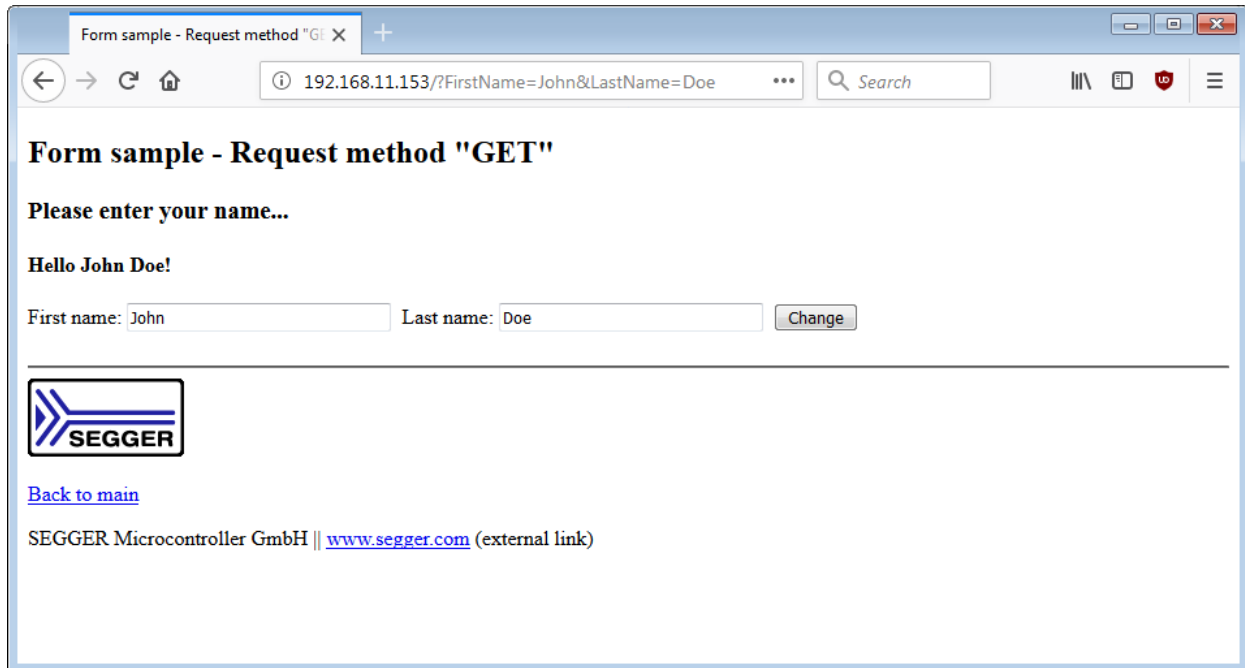 Form sample - Request method "GE
192.168.11.153/?FirstName=John&LastName=Doe
Search
Form sample - Request method "GET"
Please enter your name...
Hello John Doe!
First name: John Last name: Doe Change
SEGGER
Back to main
SEGGER Microcontroller GmbH || www.segger.com (external link)